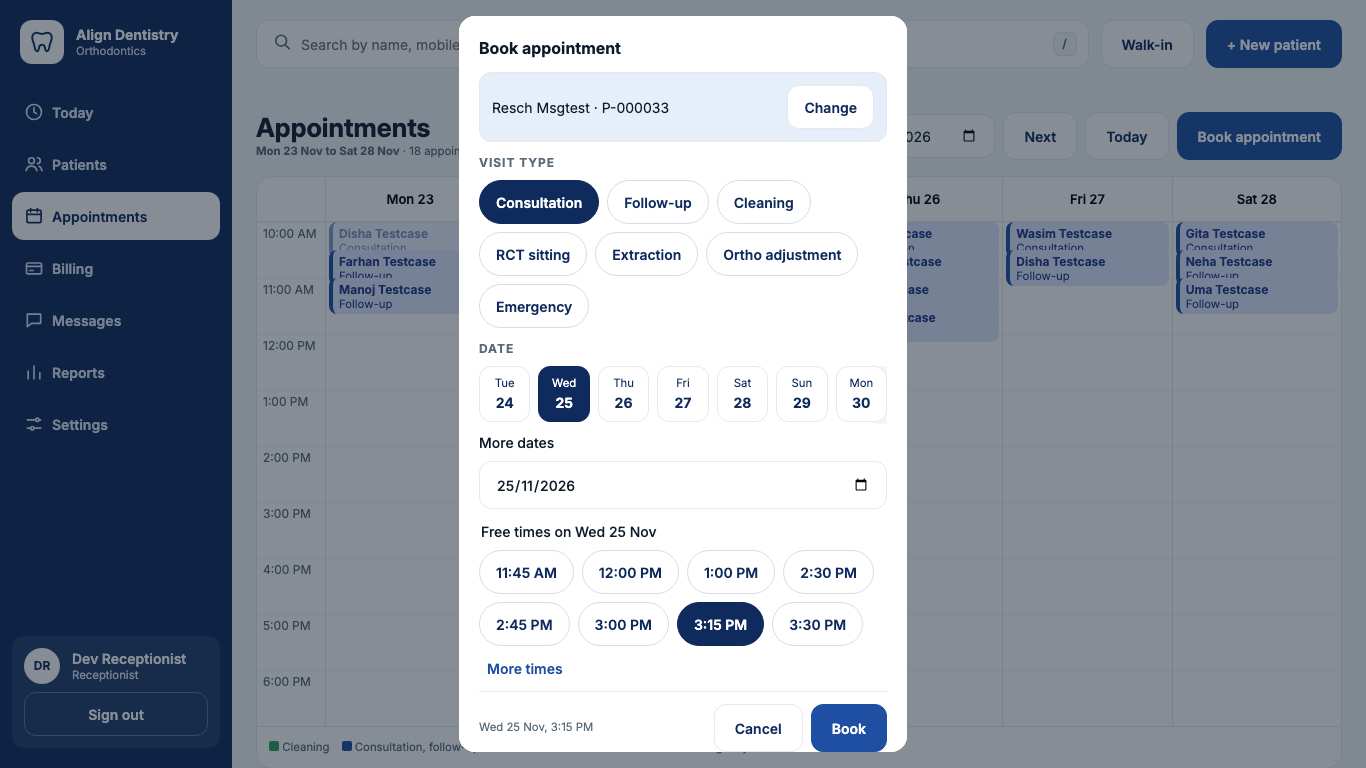 Align Dentistry
Orthodontics
Today
Patients
Appointments
Billing
Messages
Reports
Settings
DR
Dev Receptionist
Receptionist
Sign out
Search by name, mobile
/
Walk-in
+ New patient
Appointments
Mon 23 Nov to Sat 28 Nov · 18
Next
Today
Book appointment
Mon 23
26
Fri 27
Sat 28
10:00 AM
11:00 AM
12:00 PM
1:00 PM
2:00 PM
3:00 PM
4:00 PM
5:00 PM
6:00 PM
Disha Testcase
Consultation
Farhan Testcase
Follow-up
Manoj Testcase
Follow-up
Wasim Testcase
Consultation
Disha Testcase
Follow-up
Gita Testcase
Consultation
Neha Testcase
Follow-up
Uma Testcase
Follow-up
Cleaning
Consultation,
Book appointment
Resch Msgtest · P-000033
Change
VISIT TYPE
Consultation
Follow-up
Cleaning
RCT sitting
Extraction
Ortho adjustment
Emergency
DATE
Tue
24
Wed
25
Thu
26
Fri
27
Sat
28
Sun
29
Mon
30
More dates
25/11/2026
Free times on Wed 25 Nov
11:45 AM
12:00 PM
1:00 PM
2:30 PM
2:45 PM
3:00 PM
3:15 PM
3:30 PM
More times
Wed 25 Nov, 3:15 PM
Cancel
Book